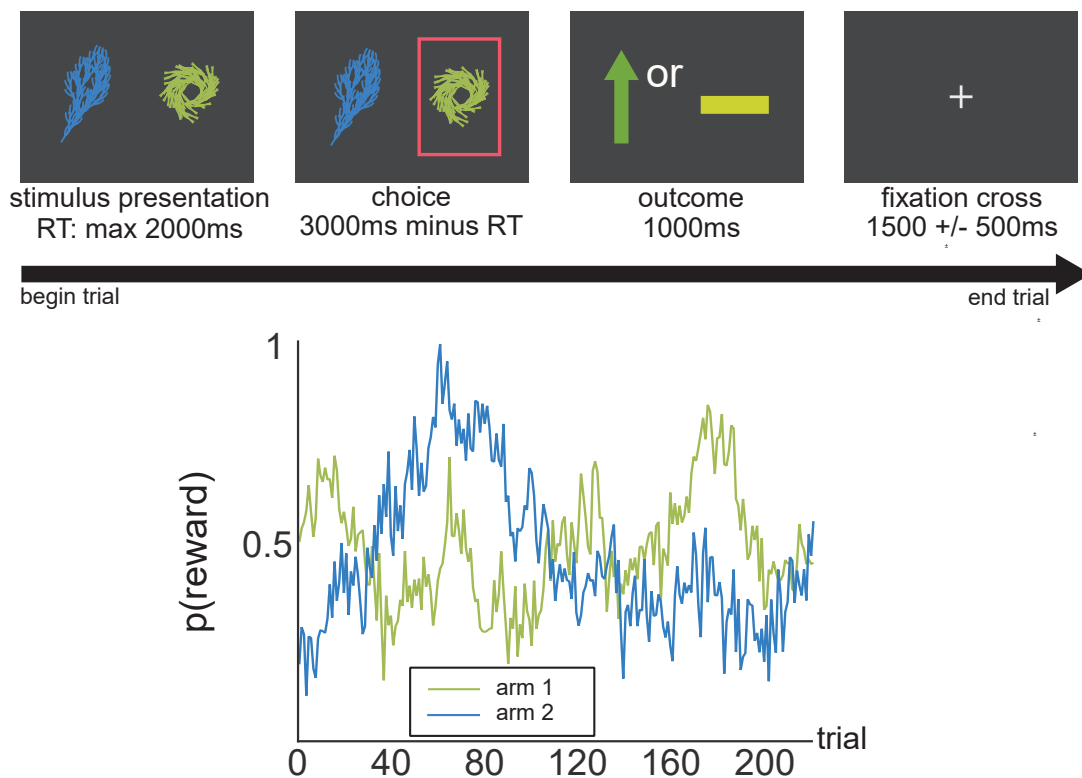 or
stimulus presentation
RT: max 2000ms
choice
3000ms minus RT
outcome
1000ms
fixation cross
1500 +/- 500ms
±
begin trial
end trial
±
±
1
0.5
p(reward)
arm 1
arm 2
trial
0
40
80
120
160
200